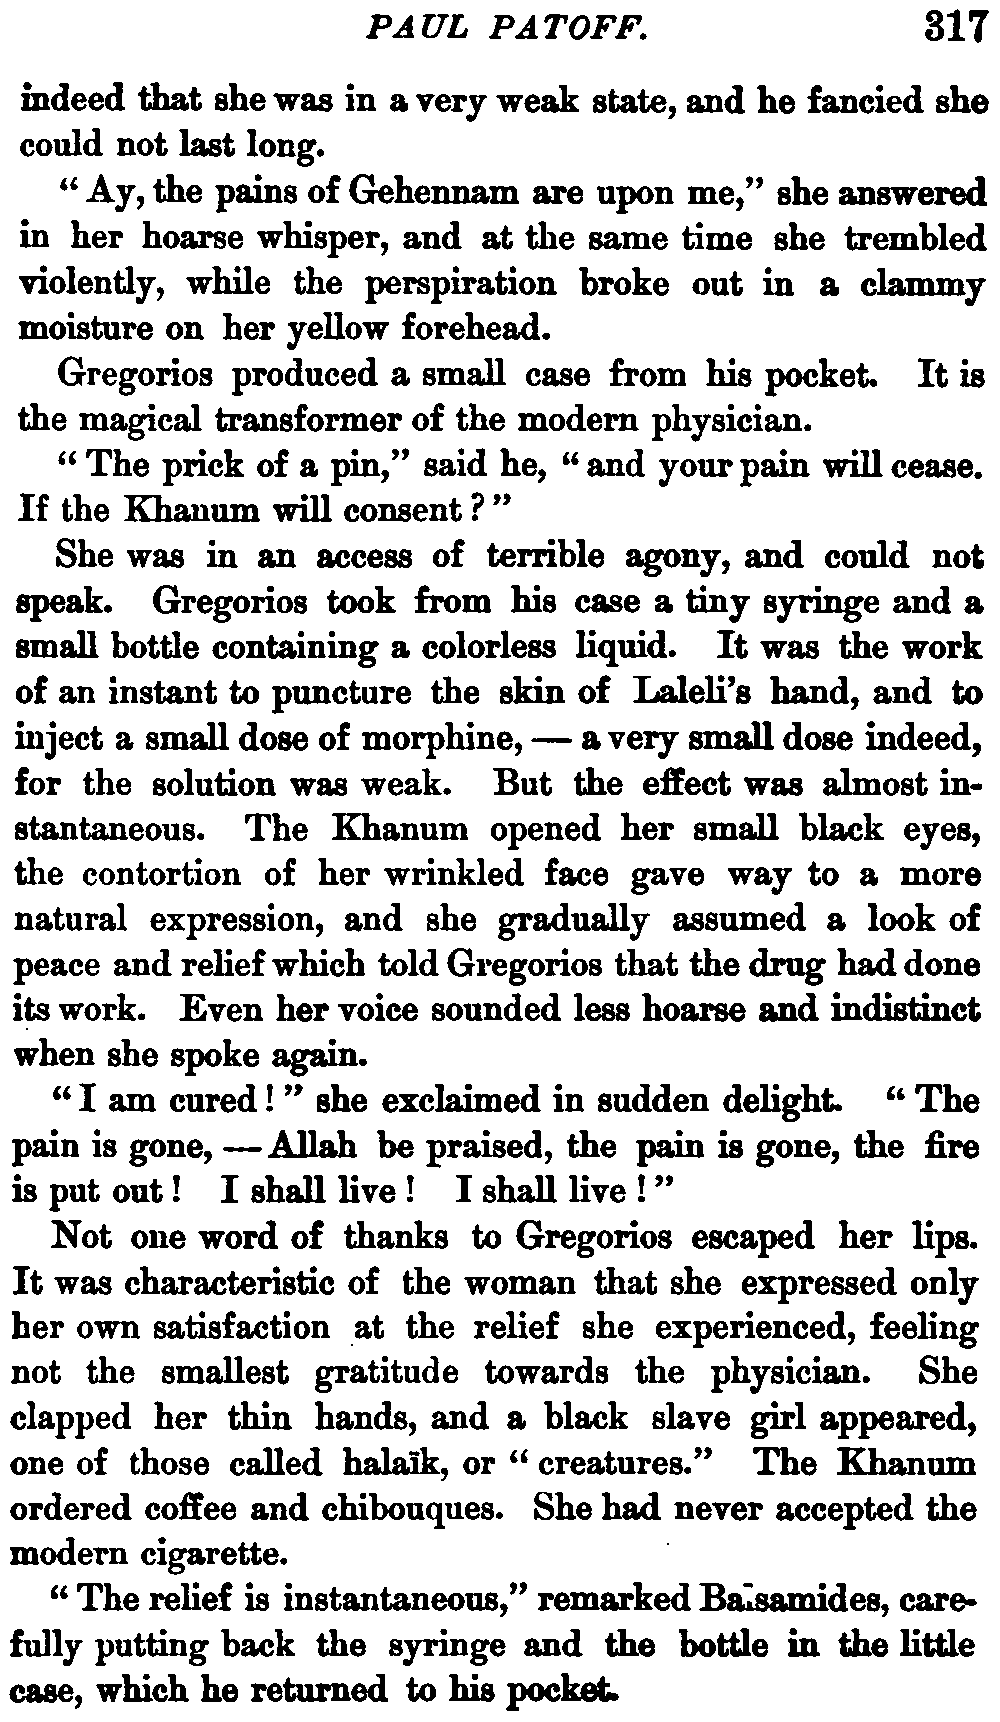 PAUL PATOFF. 317
indeed that she was in a very weak state, and he fancied she
could not last long.
“ Ay, the pains of Gehennam are upon me,” she answered
in her hoarse whisper, and at the same time she trembled
violently, while the perspiration broke out in a clammy
moisture on her yellow forehead.
Gregorios produced a small case from his pocket. It is
the magical transformer of the modern physician.
“ The prick of a pin,” said he, “ and your pain will cease.
If the Khanum will consent ? ”
She was in an access of terrible agony, and could not
speak. Gregorios took from his case a tiny syringe and a
small bottle containing a colorless liquid. It was the work
of an instant to puncture the skin of Laleli’s hand, and to
inject a small dose of morphine, — a very small dose indeed,
for the solution was weak. But the effect was almost in-
stantaneous. The Khanum opened her small black eyes,
the contortion of her wrinkled face gave way to a more
natural expression, and she gradually assumed a look of
peace and relief which told Gregorios that the drug had done
its work. Even her voice sounded less hoarse and indistinct
when she spoke again.
“ I am cured ! ” she exclaimed in sudden delight. “ The
pain is gone, — Allah be praised, the pain is gone, the fire
is put out ! I shall live ! I shall live ! ”
Not one word of thanks to Gregorios escaped her lips.
It was characteristic of the woman that she expressed only
her own satisfaction at the relief she experienced, feeling
not the smallest gratitude towards the physician. She
clapped her thin hands, and a black slave girl appeared,
one of those called halaïk, or “ creatures.” The Khanum
ordered coffee and chibouques. She had never accepted the
modern cigarette.
“ The relief is instantaneous,” remarked Balsamides, care-
fully putting back the syringe and the bottle in the little
case, which he returned to his pocket.